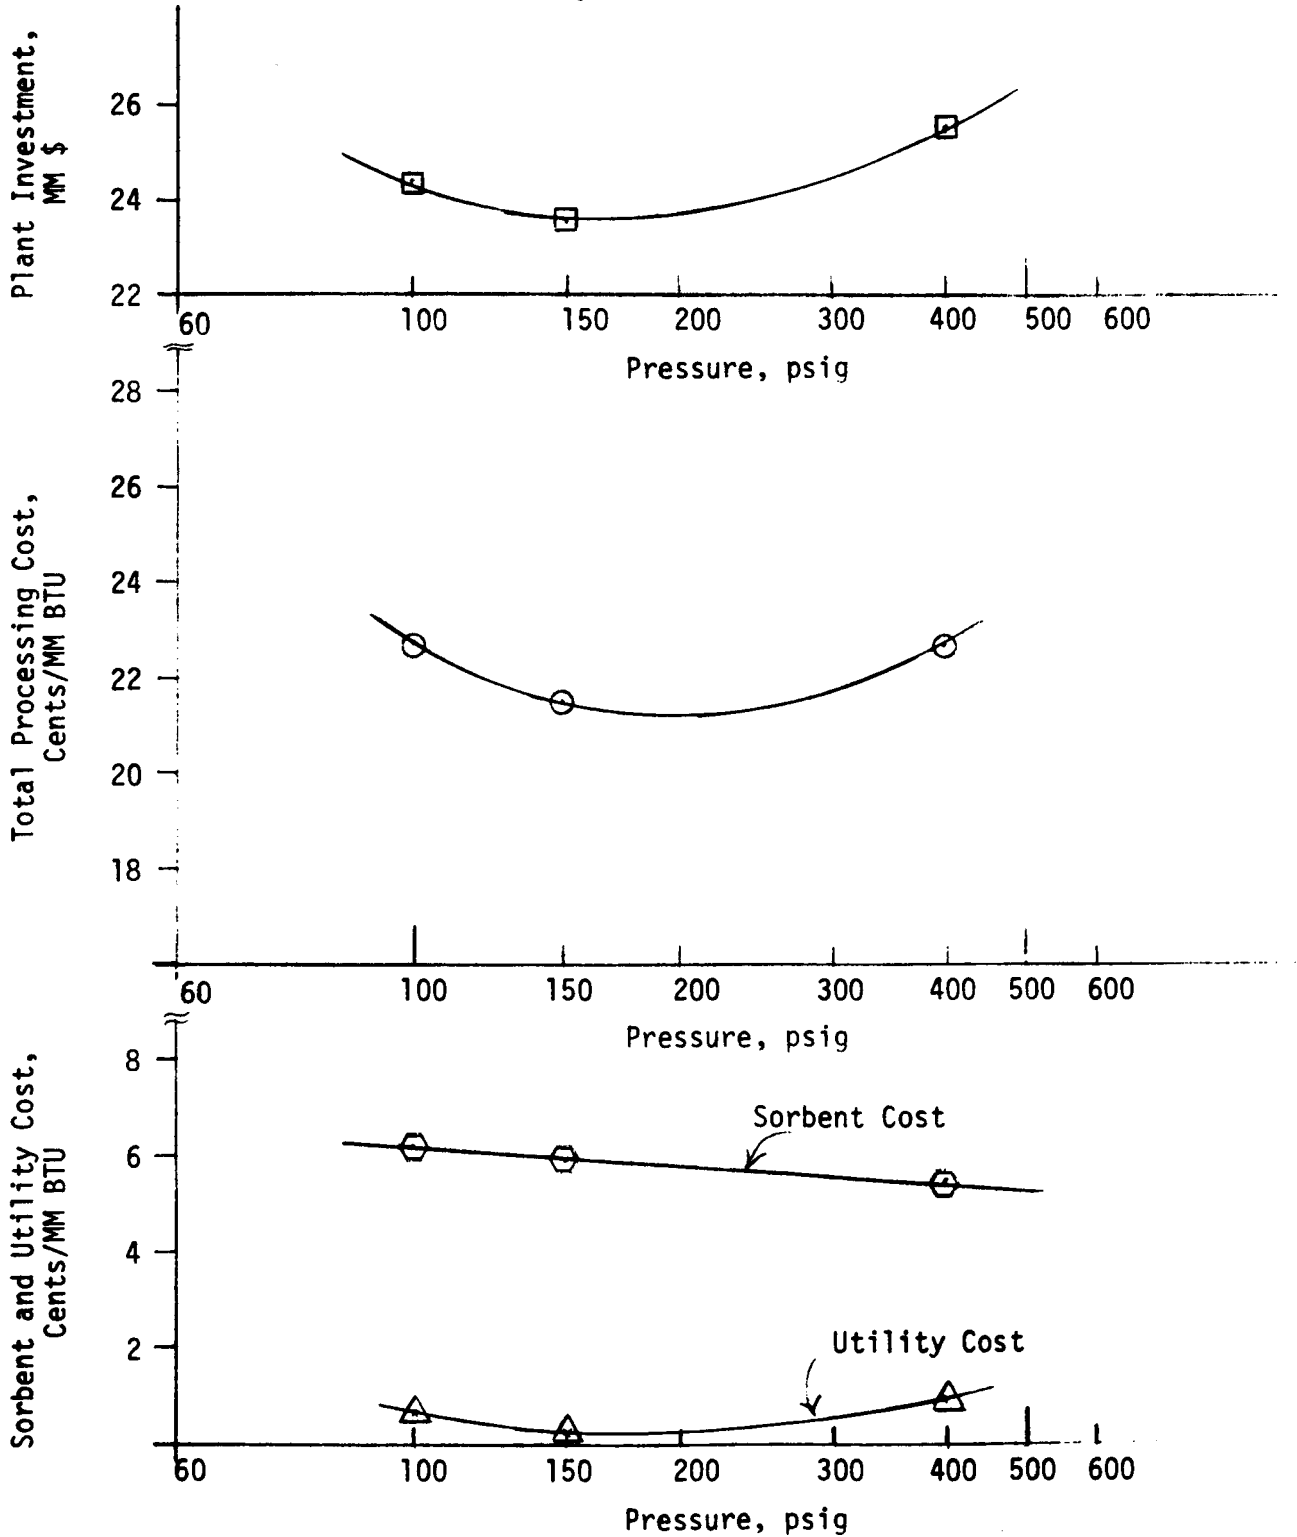 Plant Investment,
MM $
26
24
22
60 100 150 200 300 400 500 600
Pressure, psig
Total Processing Cost,
Cents/MM BTU
28
26
24
22
20
18
60 100 150 200 300 400 500 600
Pressure, psig
Sorbent and Utility Cost,
Cents/MM BTU
8
6
4
2
Sorbent Cost
Utility Cost
60 100 150 200 300 400 500 600
Pressure, psig